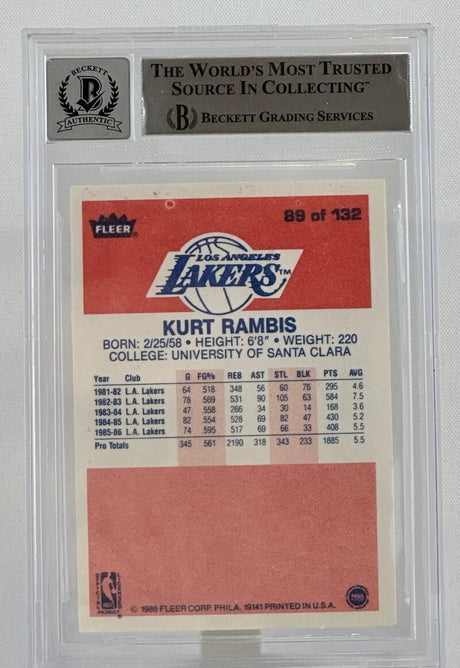 BECKETT
B
AUTHENTIC
THE WORLD'S MOST TRUSTED
SOURCE IN COLLECTING™
B BECKETT GRADING SERVICES
FLEER®
89 of 132
LOS ANGELES
LAKERS™
KURT RAMBIS
BORN: 2/25/58 • HEIGHT: 6'8" • WEIGHT: 220
COLLEGE: UNIVERSITY OF SANTA CLARA
Year Club G FG% REB AST STL BLK PTS AVG
1981-82 L.A. Lakers 64 .518 348 56 60 76 295 4.6
1982-83 L.A. Lakers 78 .569 531 90 105 63 584 7.5
1983-84 L.A. Lakers 47 .558 266 34 30 14 168 3.6
1984-85 L.A. Lakers 82 .554 528 69 82 47 430 5.2
1985-86 L.A. Lakers 74 .595 517 69 66 33 408 5.5
Pro Totals 345 .561 2190 318 343 233 1885 5.5
© 1986 FLEER CORP. PHILA. 19141 PRINTED IN U.S.A.